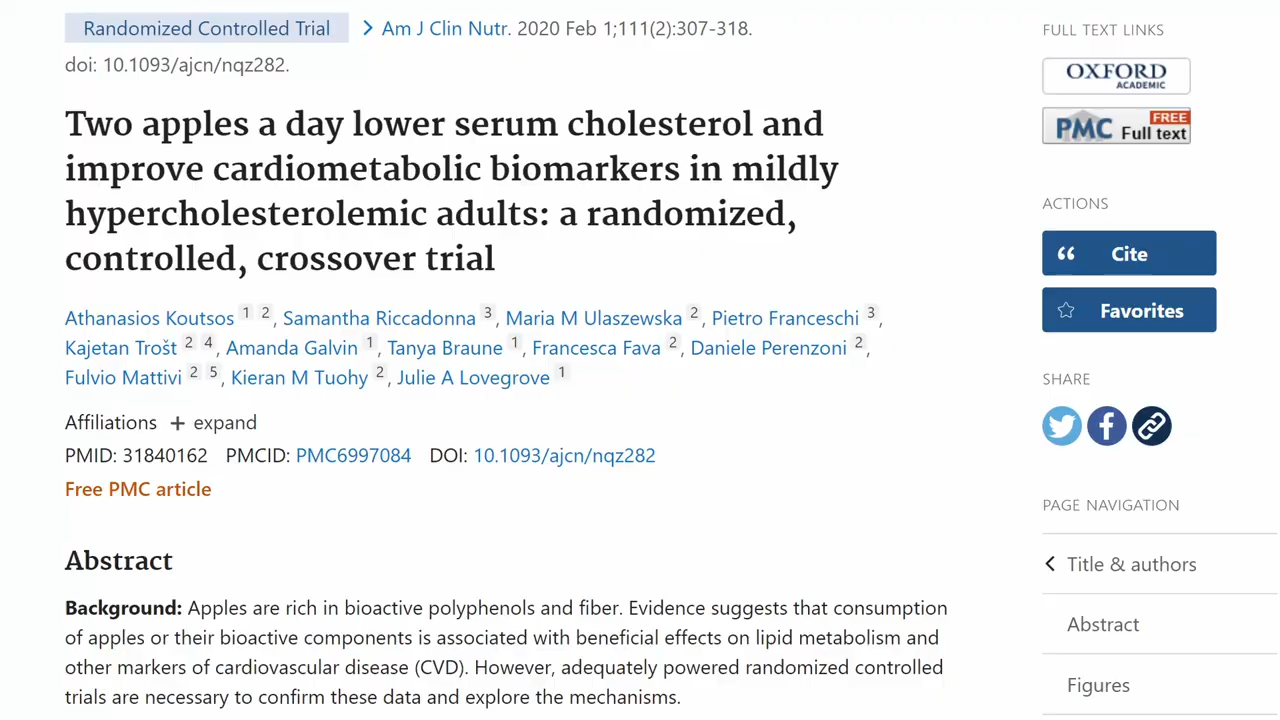 Randomized Controlled Trial > Am J Clin Nutr. 2020 Feb 1;111(2):307-318.
doi: 10.1093/ajcn/nqz282.
Two apples a day lower serum cholesterol and
improve cardiometabolic biomarkers in mildly
hypercholesterolemic adults: a randomized,
controlled, crossover trial
Athanasios Koutsos 1 2, Samantha Riccadonna 3, Maria M Ulaszewska 2, Pietro Franceschi 3,
Kajetan Trošt 2 4, Amanda Galvin 1, Tanya Braune 1, Francesca Fava 2, Daniele Perenzoni 2,
Fulvio Mattivi 2 5, Kieran M Tuohy 2, Julie A Lovegrove 1
Affiliations + expand
PMID: 31840162 PMCID: PMC6997084 DOI: 10.1093/ajcn/nqz282
Free PMC article
Abstract
Background: Apples are rich in bioactive polyphenols and fiber. Evidence suggests that consumption
of apples or their bioactive components is associated with beneficial effects on lipid metabolism and
other markers of cardiovascular disease (CVD). However, adequately powered randomized controlled
trials are necessary to confirm these data and explore the mechanisms.
FULL TEXT LINKS
OXFORD
ACADEMIC
FREE
PMC Full text
ACTIONS
Cite
Favorites
SHARE
PAGE NAVIGATION
Title & authors
Abstract
Figures